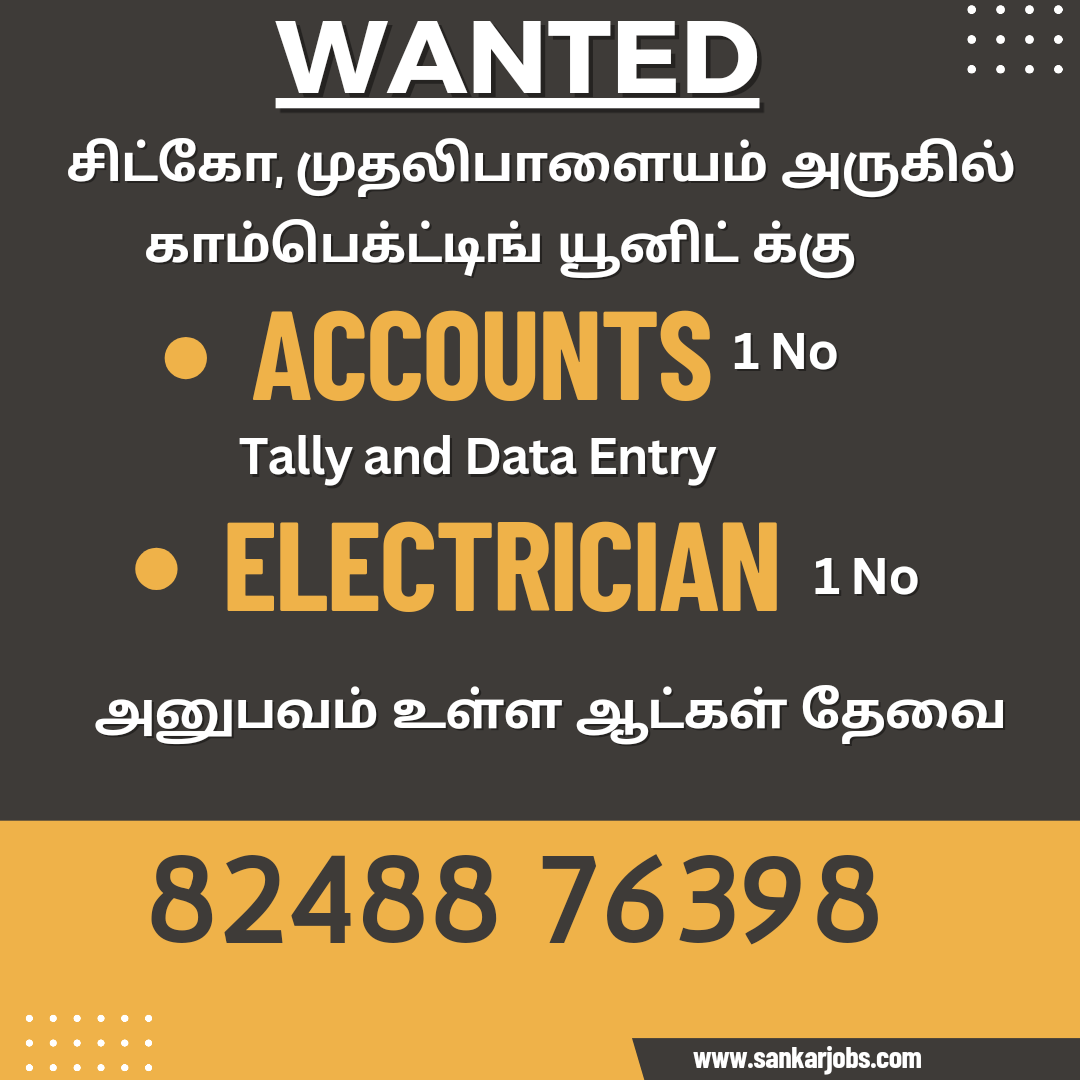 WANTED
சிட்கோ, முதலிபாளையம் அருகில்
காம்பெக்ட்டிங் யூனிட் க்கு
• ACCOUNTS 1 No
Tally and Data Entry
• ELECTRICIAN 1 No
அனுபவம் உள்ள ஆட்கள் தேவை
82488 76398
www.sankarjobs.com